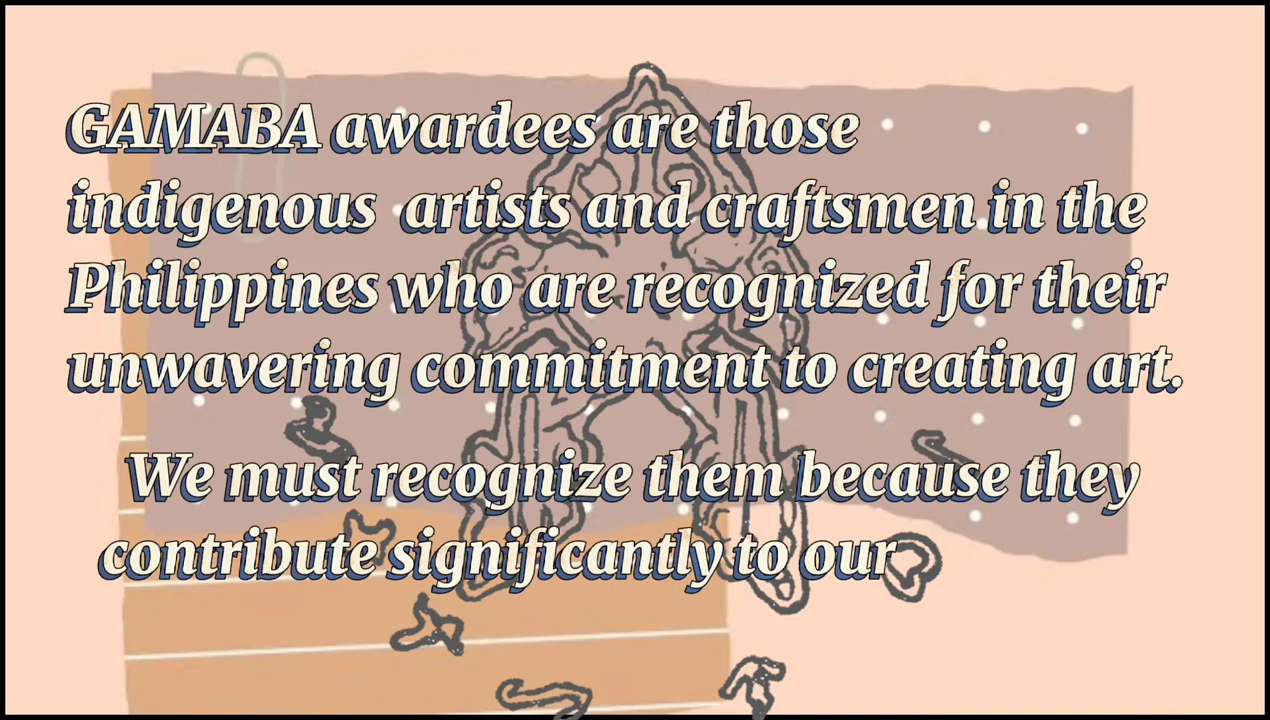 GAMABA awardees are those
indigenous artists and craftsmen in the
Philippines who are recognized for their
unwavering commitment to creating art.
We must recognize them because they
contribute significantly to our